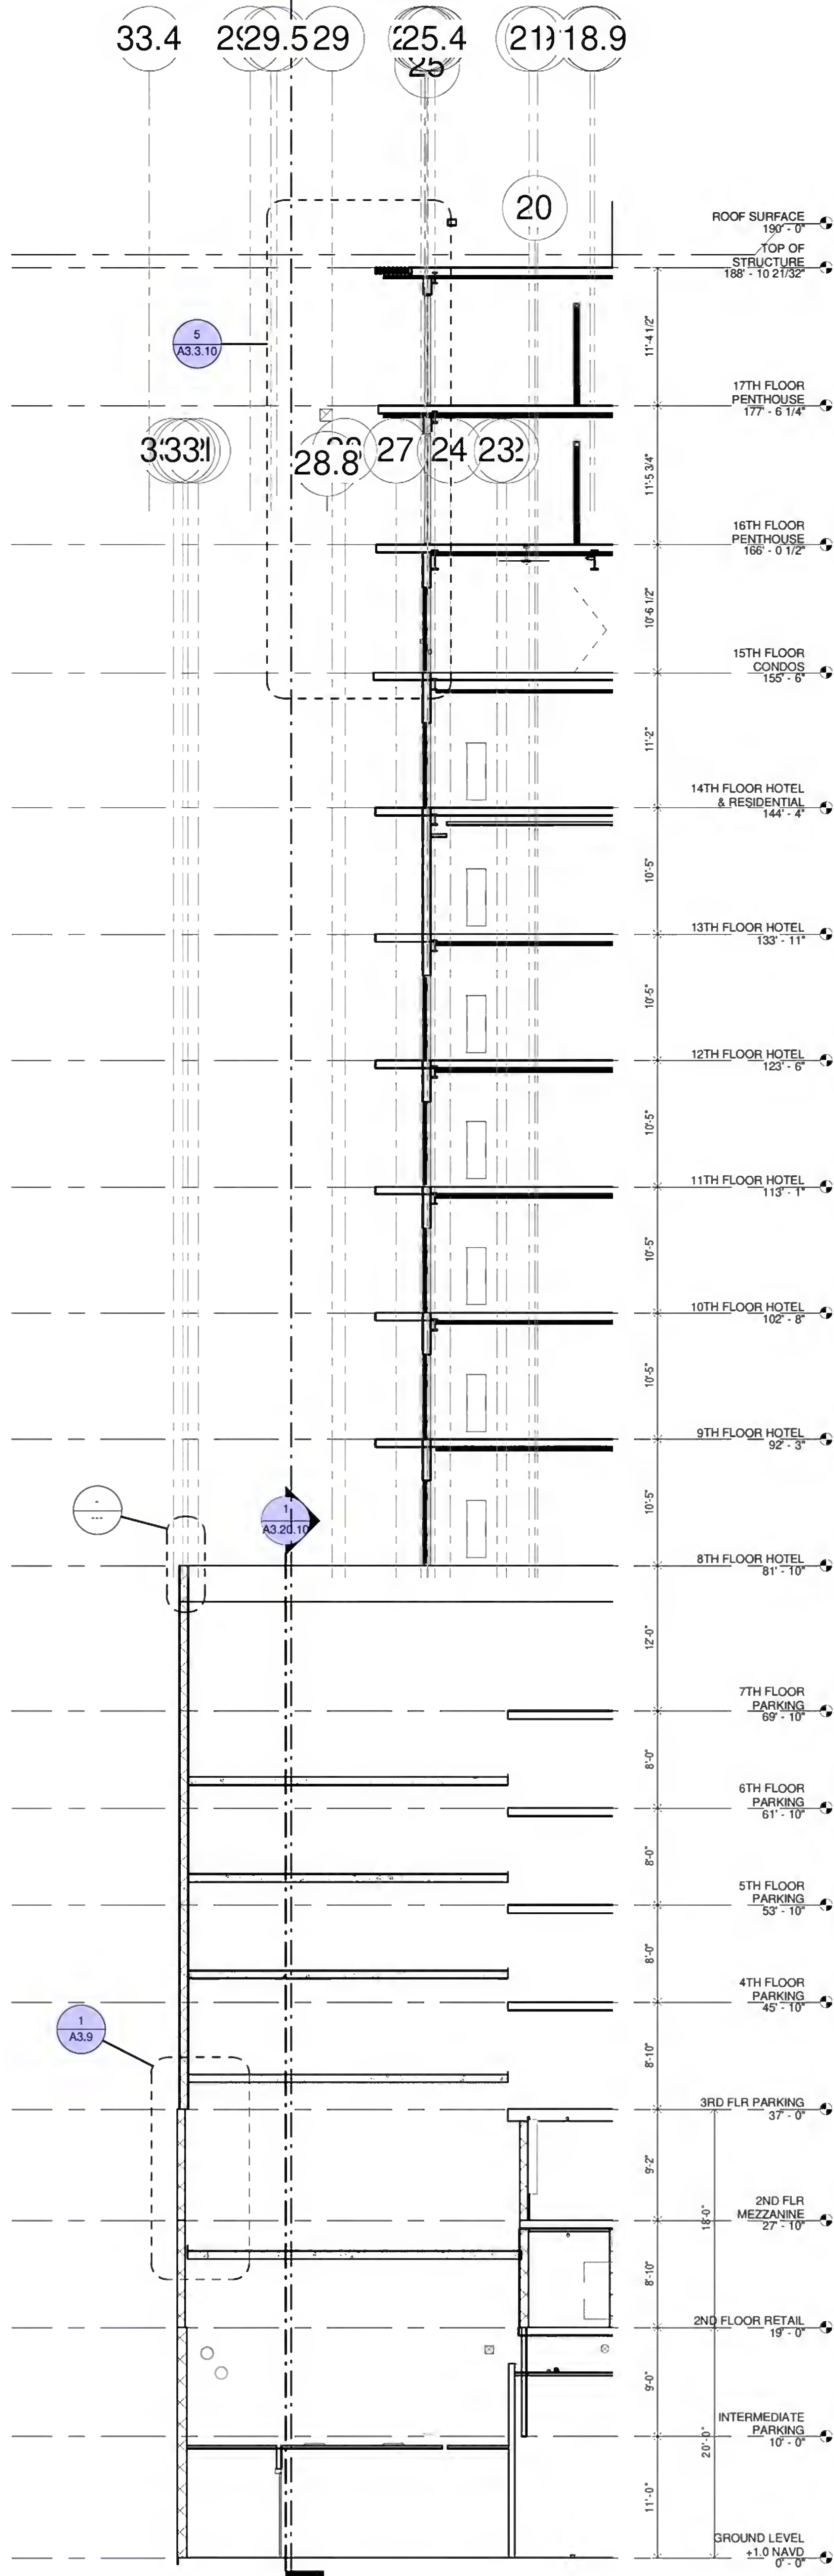 33.4
29.5
29
25.4
25
21
18.9
20
ROOF SURFACE
190' - 0"
TOP OF
STRUCTURE
188' - 10 21/32"
11'-4 1/2"
5
A3.3.10
17TH FLOOR
PENTHOUSE
177' - 6 1/4"
28.8
27
24
23
11'-5 3/4"
16TH FLOOR
PENTHOUSE
166' - 0 1/2"
10'-6 1/2"
15TH FLOOR
CONDOS
155' - 6"
11'-2"
14TH FLOOR HOTEL
& RESIDENTIAL
144' - 4"
10'-5"
13TH FLOOR HOTEL
133' - 11"
10'-5"
12TH FLOOR HOTEL
123' - 6"
10'-5"
11TH FLOOR HOTEL
113' - 1"
10'-5"
10TH FLOOR HOTEL
102' - 8"
10'-5"
9TH FLOOR HOTEL
92' - 3"
10'-5"
-
---
1
A3.20.10
8TH FLOOR HOTEL
81' - 10"
12'-0"
7TH FLOOR
PARKING
69' - 10"
8'-0"
6TH FLOOR
PARKING
61' - 10"
8'-0"
5TH FLOOR
PARKING
53' - 10"
8'-0"
4TH FLOOR
PARKING
45' - 10"
1
A3.9
8'-10"
3RD FLR PARKING
37' - 0"
9'-2"
18'-0"
2ND FLR
MEZZANINE
27' - 10"
8'-10"
2ND FLOOR RETAIL
19' - 0"
9'-0"
INTERMEDIATE
PARKING
10' - 0"
20'-0"
11'-0"
GROUND LEVEL
+1.0 NAVD
0' - 0"